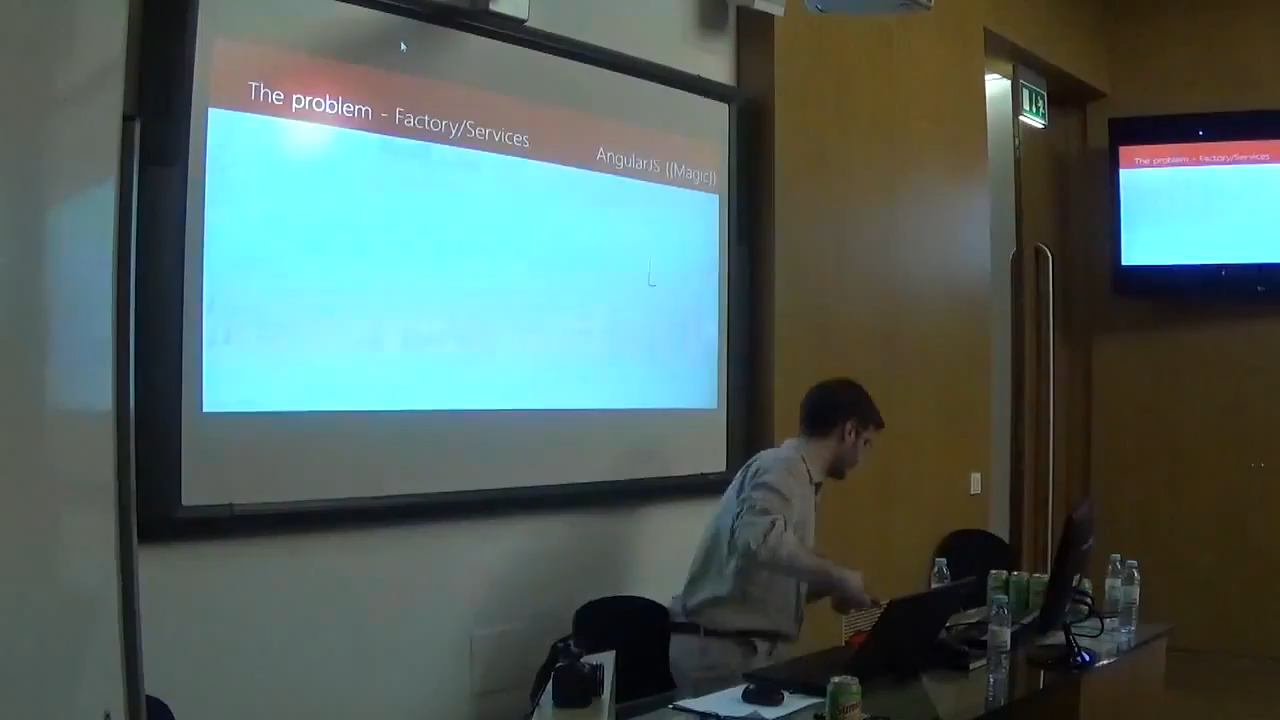 The problem - Factory/Services
AngularJS {{Magic}}
The problem - Factory/Services